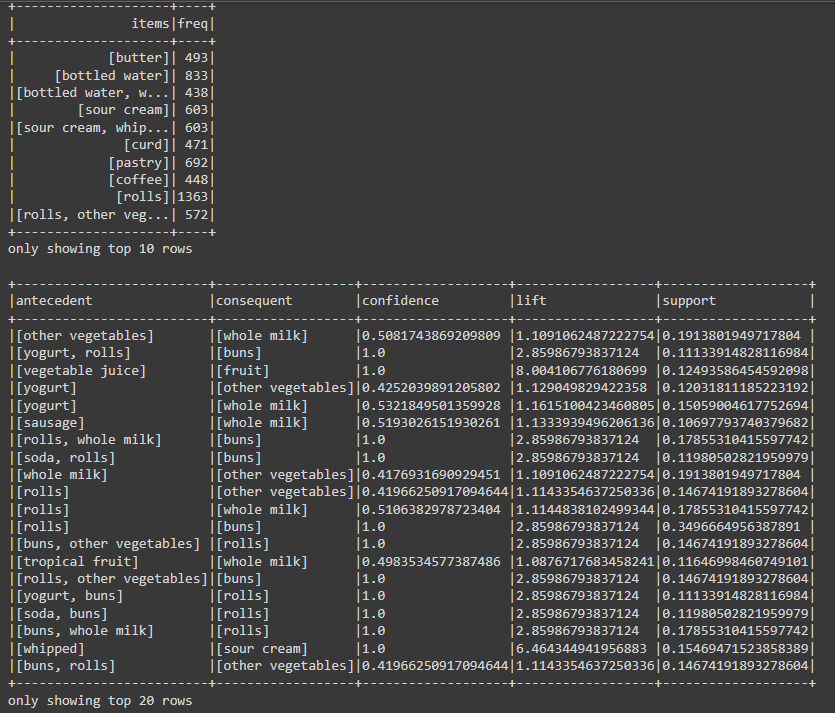 +--------------------+----+
|               items|freq|
+--------------------+----+
|            [butter]| 493|
|     [bottled water]| 833|
|[bottled water, w...| 438|
|        [sour cream]| 603|
|[sour cream, whip...| 603|
|              [curd]| 471|
|            [pastry]| 692|
|            [coffee]| 448|
|             [rolls]|1363|
|[rolls, other veg...| 572|
+--------------------+----+
only showing top 10 rows
+-------------------------+------------------+-------------------+------------------+-------------------+
|antecedent               |consequent        |confidence         |lift              |support            |
+-------------------------+------------------+-------------------+------------------+-------------------+
|[other vegetables]       |[whole milk]      |0.5081743869209809 |1.1091062487222754|0.1913801949717804 |
|[yogurt, rolls]          |[buns]            |1.0                |2.85986793837124  |0.11133914828116984|
|[vegetable juice]        |[fruit]           |1.0                |8.004106776180699 |0.12493586454592098|
|[yogurt]                 |[other vegetables]|0.4252039891205802 |1.129049829422358 |0.12031811185223192|
|[yogurt]                 |[whole milk]      |0.5321849501359928 |1.1615100423460805|0.15059004617752694|
|[sausage]                |[whole milk]      |0.5193026151930261 |1.1333939496206136|0.10697793740379682|
|[rolls, whole milk]      |[buns]            |1.0                |2.85986793837124  |0.17855310415597742|
|[soda, rolls]            |[buns]            |1.0                |2.85986793837124  |0.11980502821959979|
|[whole milk]             |[other vegetables]|0.4176931690929451 |1.1091062487222754|0.1913801949717804 |
|[rolls]                  |[other vegetables]|0.41966250917094644|1.1143354637250336|0.14674191893278604|
|[rolls]                  |[whole milk]      |0.5106382978723404 |1.1144838102499344|0.17855310415597742|
|[rolls]                  |[buns]            |1.0                |2.85986793837124  |0.3496664956387891 |
|[buns, other vegetables] |[rolls]           |1.0                |2.85986793837124  |0.14674191893278604|
|[tropical fruit]         |[whole milk]      |0.4983534577387486 |1.0876717683458241|0.11646998460749101|
|[rolls, other vegetables]|[buns]            |1.0                |2.85986793837124  |0.14674191893278604|
|[yogurt, buns]           |[rolls]           |1.0                |2.85986793837124  |0.11133914828116984|
|[soda, buns]             |[rolls]           |1.0                |2.85986793837124  |0.11980502821959979|
|[buns, whole milk]       |[rolls]           |1.0                |2.85986793837124  |0.17855310415597742|
|[whipped]                |[sour cream]      |1.0                |6.464344941956883 |0.15469471523858389|
|[buns, rolls]            |[other vegetables]|0.41966250917094644|1.1143354637250336|0.14674191893278604|
+-------------------------+------------------+-------------------+------------------+-------------------+
only showing top 20 rows